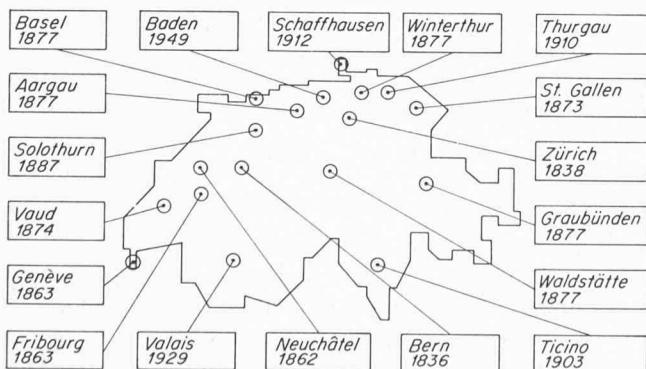 Basel
1877
Baden
1949
Schaffhausen
1912
Winterthur
1877
Thurgau
1910
Aargau
1877
St. Gallen
1873
Solothurn
1887
Zürich
1838
Vaud
1874
Graubünden
1877
Genève
1863
Waldstätte
1877
Fribourg
1863
Valais
1929
Neuchâtel
1862
Bern
1836
Ticino
1903